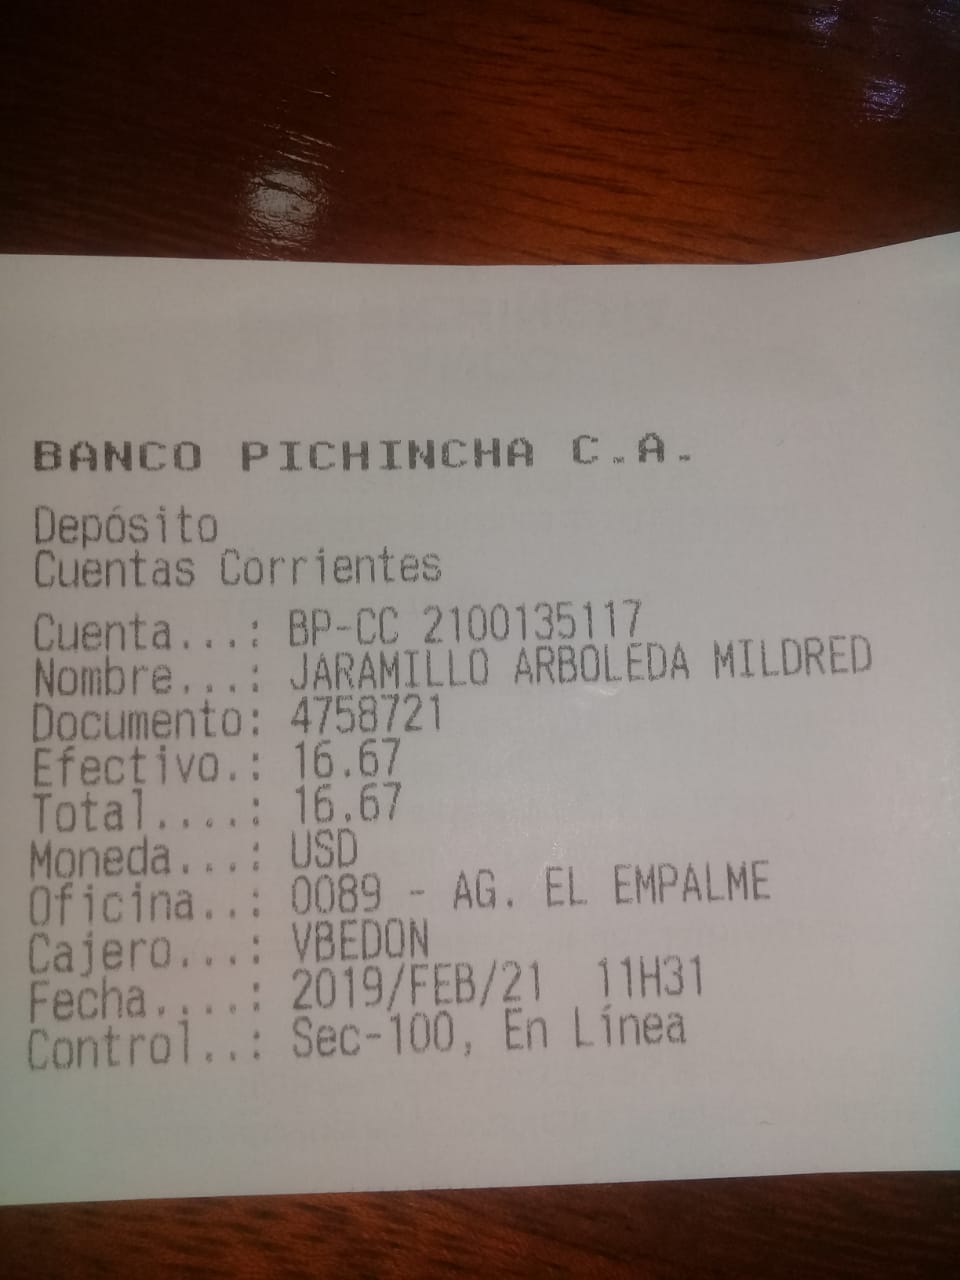 BANCO PICHINCHA C.A.
Depósito
Cuentas Corrientes
Cuenta...: BP-CC 2100135117
Nombre...: JARAMILLO ARBOLEDA MILDRED
Documento: 4758721
Efectivo.: 16.67
Total....: 16.67
Moneda...: USD
Oficina..: 0089 - AG. EL EMPALME
Cajero...: VBEDON
Fecha....: 2019/FEB/21 11H31
Control..: Sec-100, En Línea